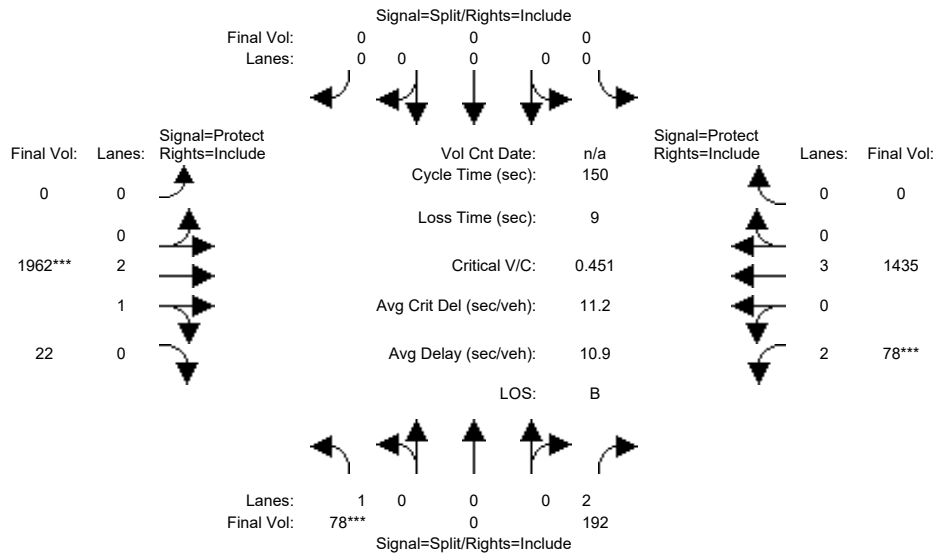 Signal=Split/Rights=Include
Final Vol: 0 0 0
Lanes: 0 0 0 0 0
Signal=Protect
Final Vol: Lanes: Rights=Include
Vol Cnt Date: n/a
Signal=Protect
Rights=Include Lanes: Final Vol:
Cycle Time (sec): 150
0 0
0 0
Loss Time (sec): 9
0
0
1962*** 2
Critical V/C: 0.451
3 1435
1
Avg Crit Del (sec/veh): 11.2
0
22 0
Avg Delay (sec/veh): 10.9
2 78***
LOS: B
Lanes: 1 0 0 0 2
Final Vol: 78*** 0 192
Signal=Split/Rights=Include